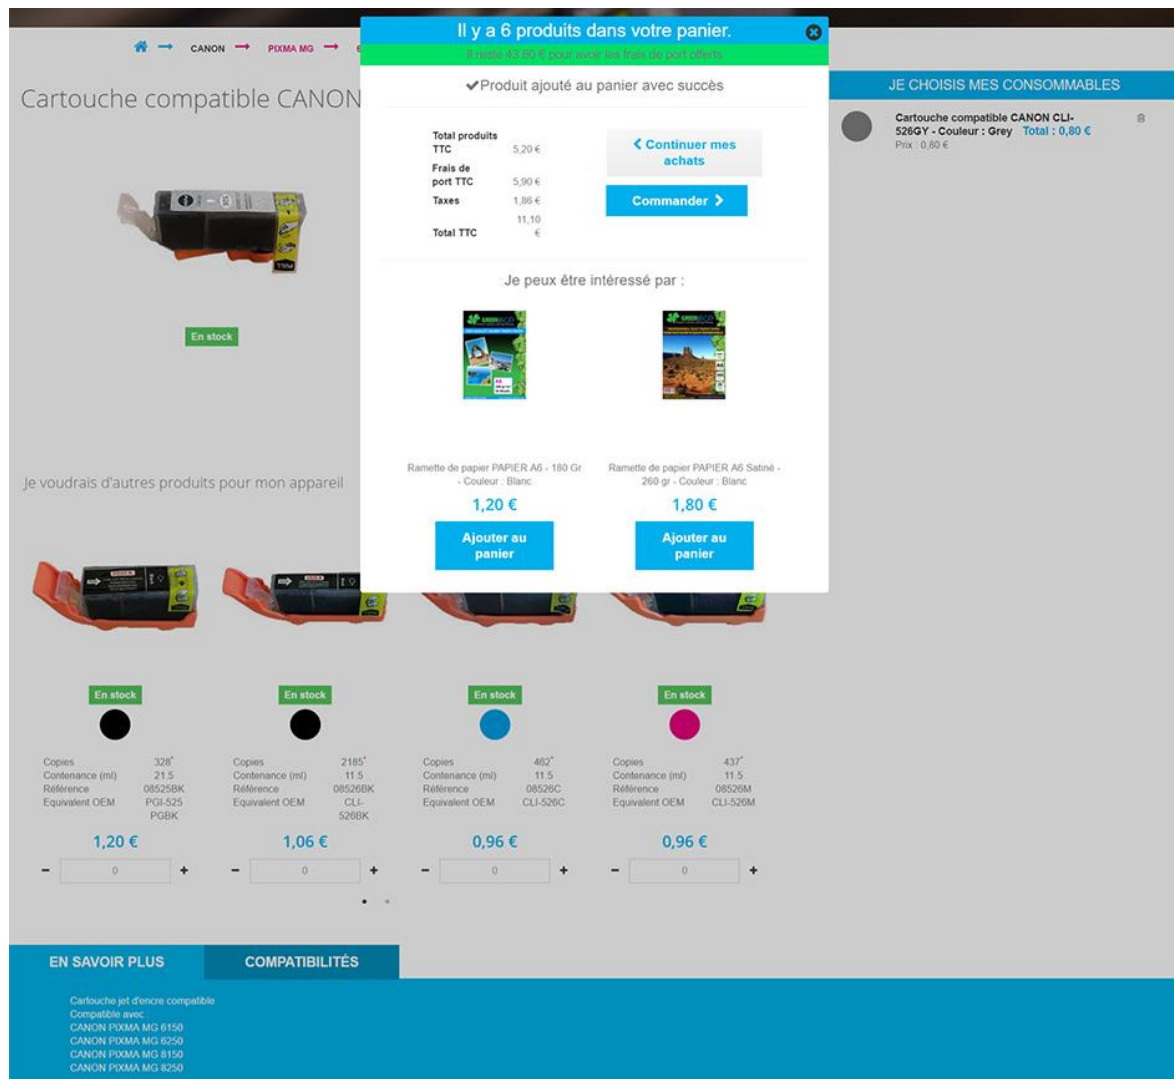 Il y a 6 produits dans votre panier.
Il reste 43.80 € pour avoir les frais de port offerts
CANON
PIXMA MG
Cartouche compatible CANON
✔Produit ajouté au panier avec succès
Total produits
TTC 5,20 €
Frais de
port TTC 5,90 €
Taxes 1,86 €
11,10
Total TTC €
Continuer mes
achats
Commander
JE CHOISIS MES CONSOMMABLES
Cartouche compatible CANON CLI-
526GY - Couleur : Grey Total : 0,80 €
Prix : 0,80 €
En stock
Je peux être intéressé par :
Ramette de papier PAPIER A6 - 180 Gr
- Couleur : Blanc
1,20 €
Ajouter au
panier
Ramette de papier PAPIER A6 Satiné -
260 gr - Couleur : Blanc
1,80 €
Ajouter au
panier
Je voudrais d'autres produits pour mon appareil
En stock
Copies 328*
Contenance (ml) 21.5
Référence 08525BK
Equivalent OEM PGI-525
PGBK
1,20 €
- 0 +
En stock
Copies 2185*
Contenance (ml) 11.5
Référence 08526BK
Equivalent OEM CLI-
526BK
1,06 €
- 0 +
En stock
Copies 462*
Contenance (ml) 11.5
Référence 08526C
Equivalent OEM CLI-526C
0,96 €
- 0 +
En stock
Copies 437*
Contenance (ml) 11.5
Référence 08526M
Equivalent OEM CLI-526M
0,96 €
- 0 +
EN SAVOIR PLUS
COMPATIBILITÉS
Cartouche jet d'encre compatible
Compatible avec :
CANON PIXMA MG 6150
CANON PIXMA MG 6250
CANON PIXMA MG 8150
CANON PIXMA MG 8250